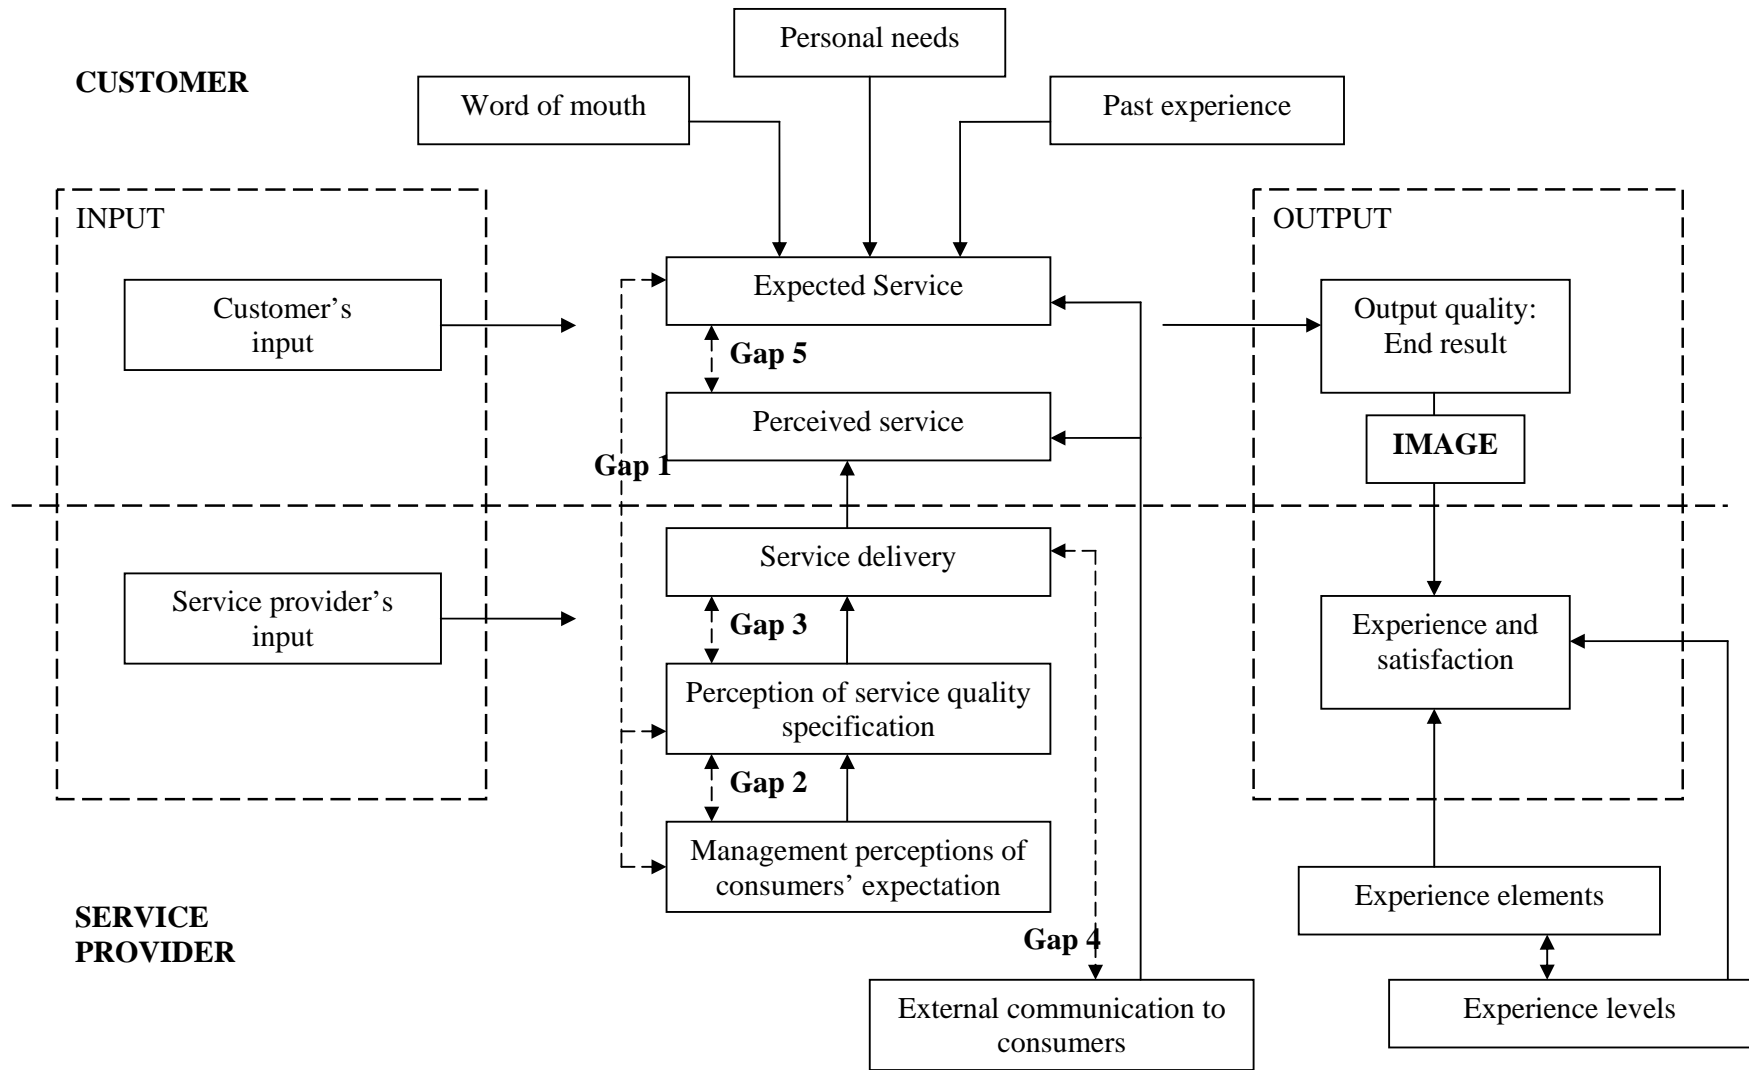 Personal needs
CUSTOMER
Word of mouth
Past experience
INPUT
OUTPUT
Customer’s
input
Expected Service
Output quality:
End result
Gap 5
Perceived service
IMAGE
Gap 1
Service delivery
Service provider’s
input
Gap 3
Experience and
satisfaction
Perception of service quality
specification
Gap 2
Management perceptions of
consumers’ expectation
Experience elements
SERVICE
PROVIDER
Gap 4
External communication to
consumers
Experience levels